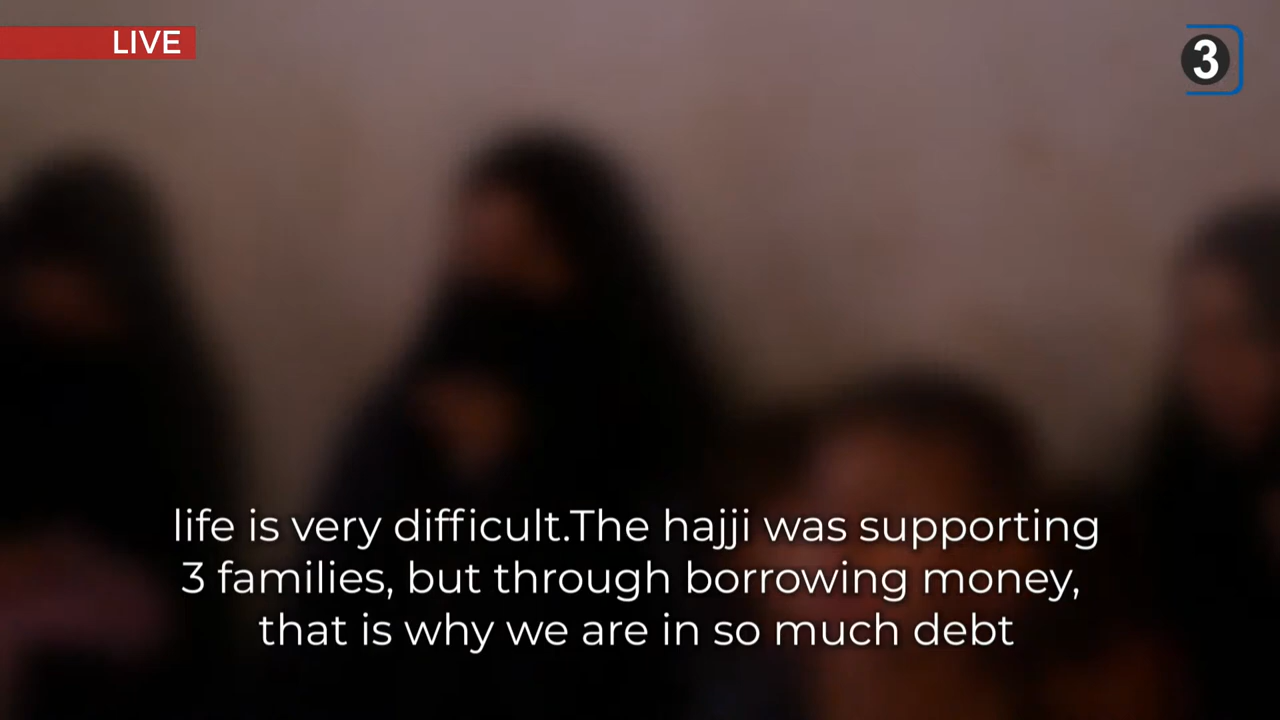 LIVE
3
life is very difficult.The hajji was supporting
3 families, but through borrowing money,
that is why we are in so much debt